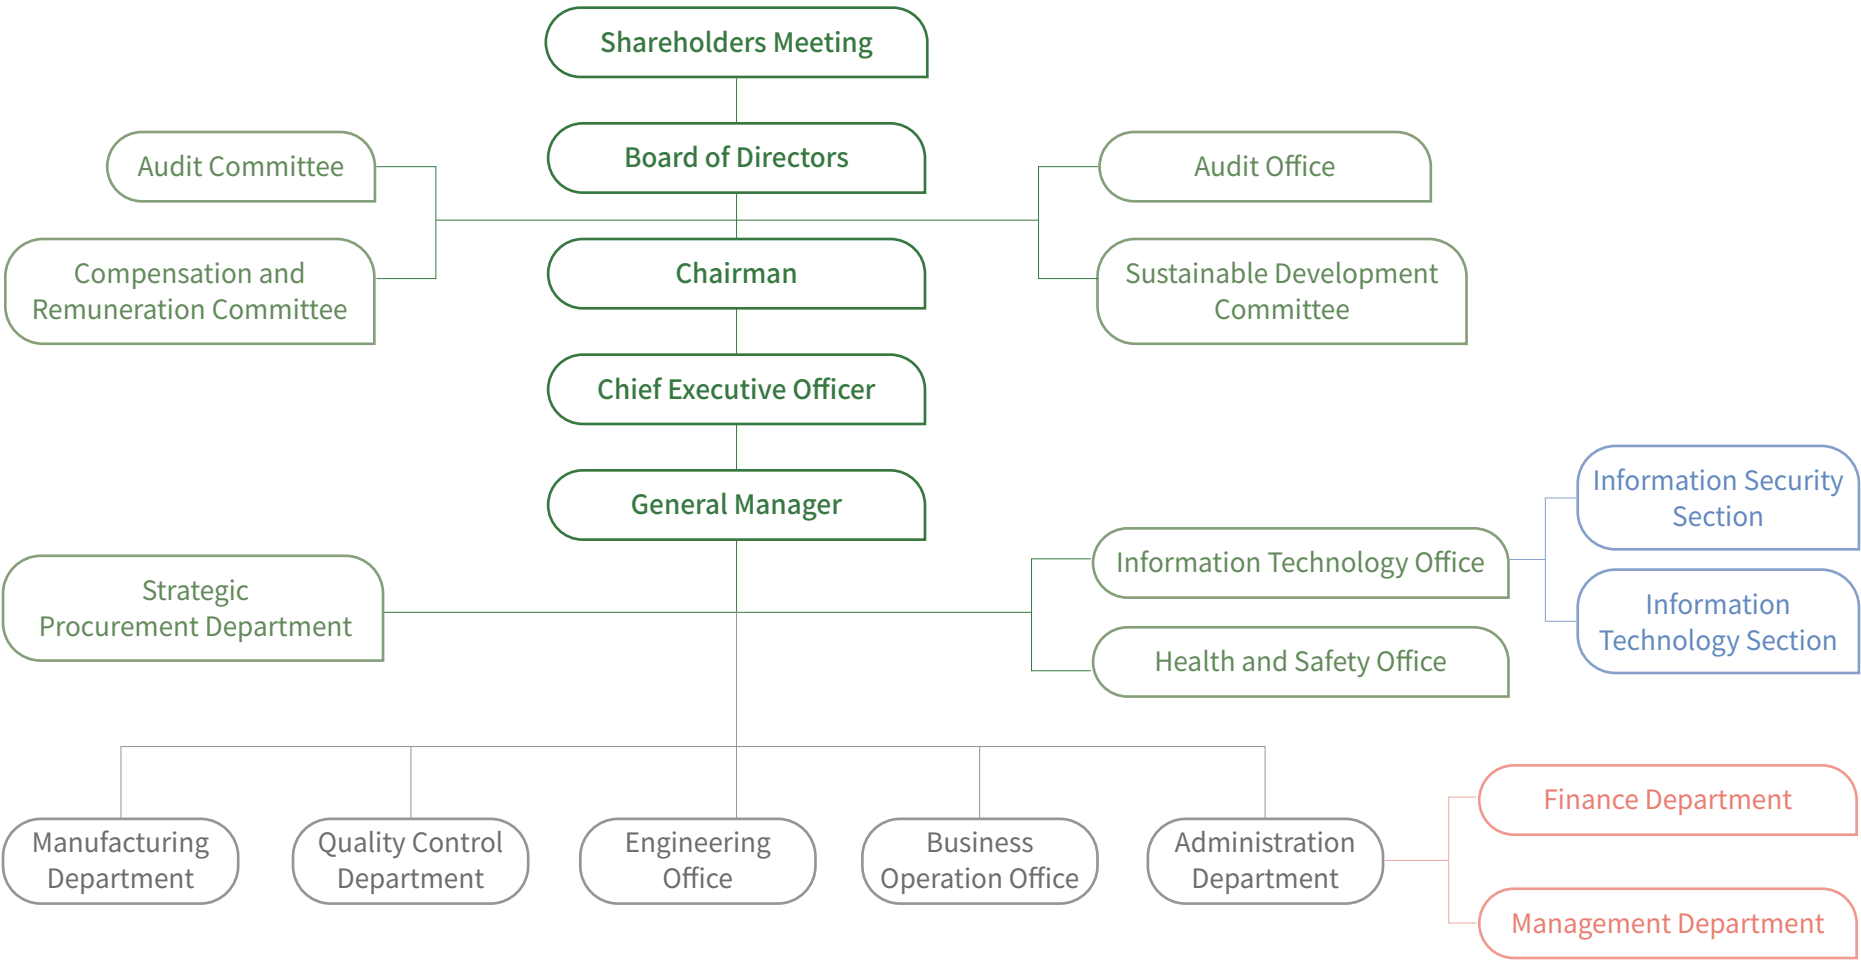 Shareholders Meeting
Board of Directors
Audit Committee
Audit Office
Compensation and
Remuneration Committee
Chairman
Sustainable Development
Committee
Chief Executive Officer
General Manager
Information Security
Section
Information Technology Office
Strategic
Procurement Department
Information
Technology Section
Health and Safety Office
Manufacturing
Department
Quality Control
Department
Engineering
Office
Business
Operation Office
Administration
Department
Finance Department
Management Department